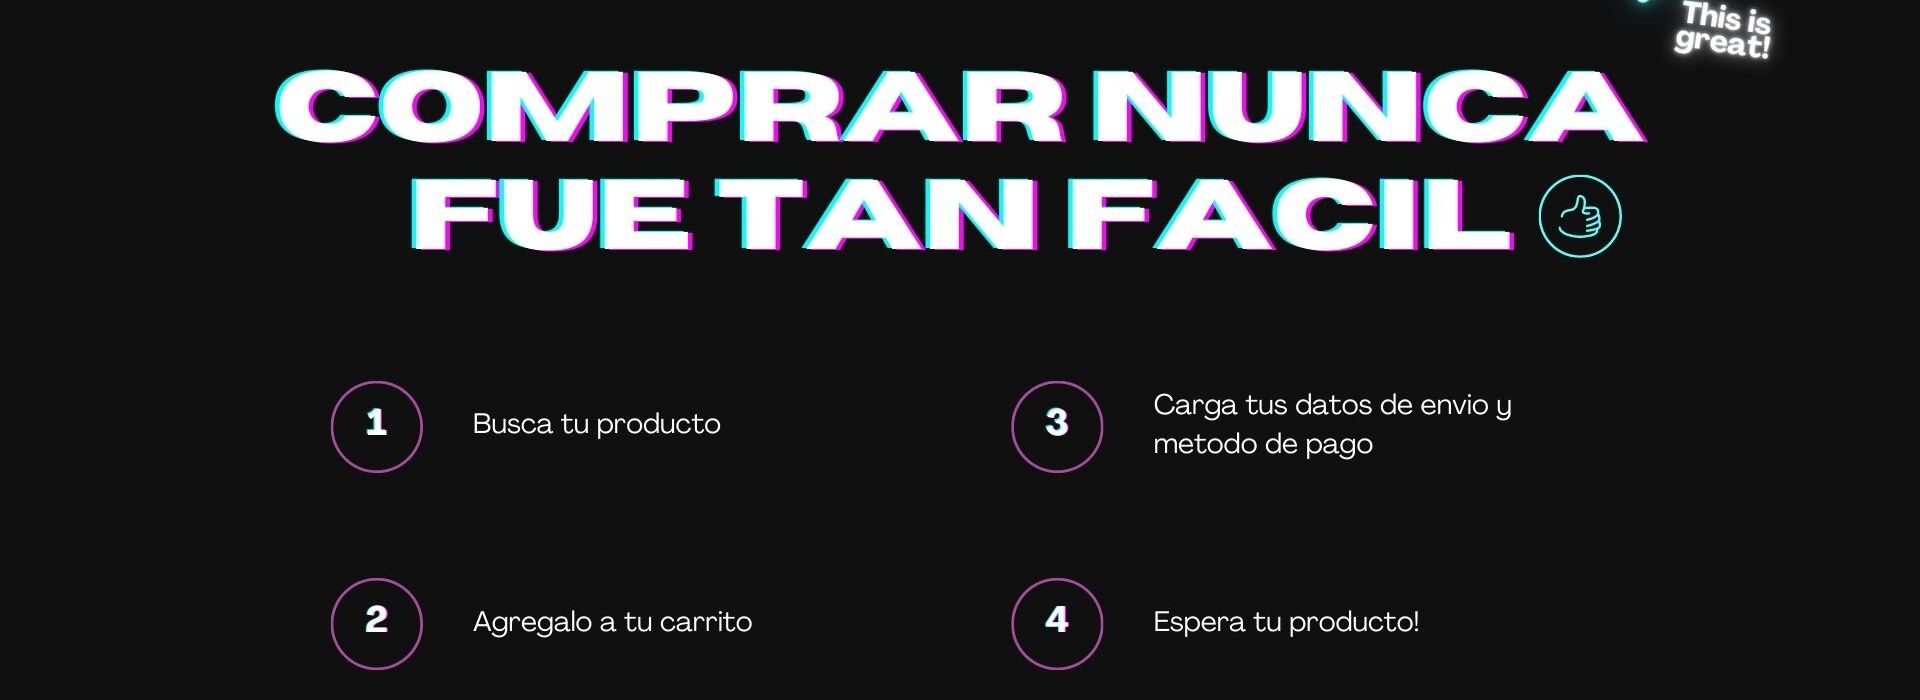 This is
great!
COMPRAR NUNCA
FUE TAN FACIL
1
Busca tu producto
2
Agregalo a tu carrito
3
Carga tus datos de envio y
metodo de pago
4
Espera tu producto!